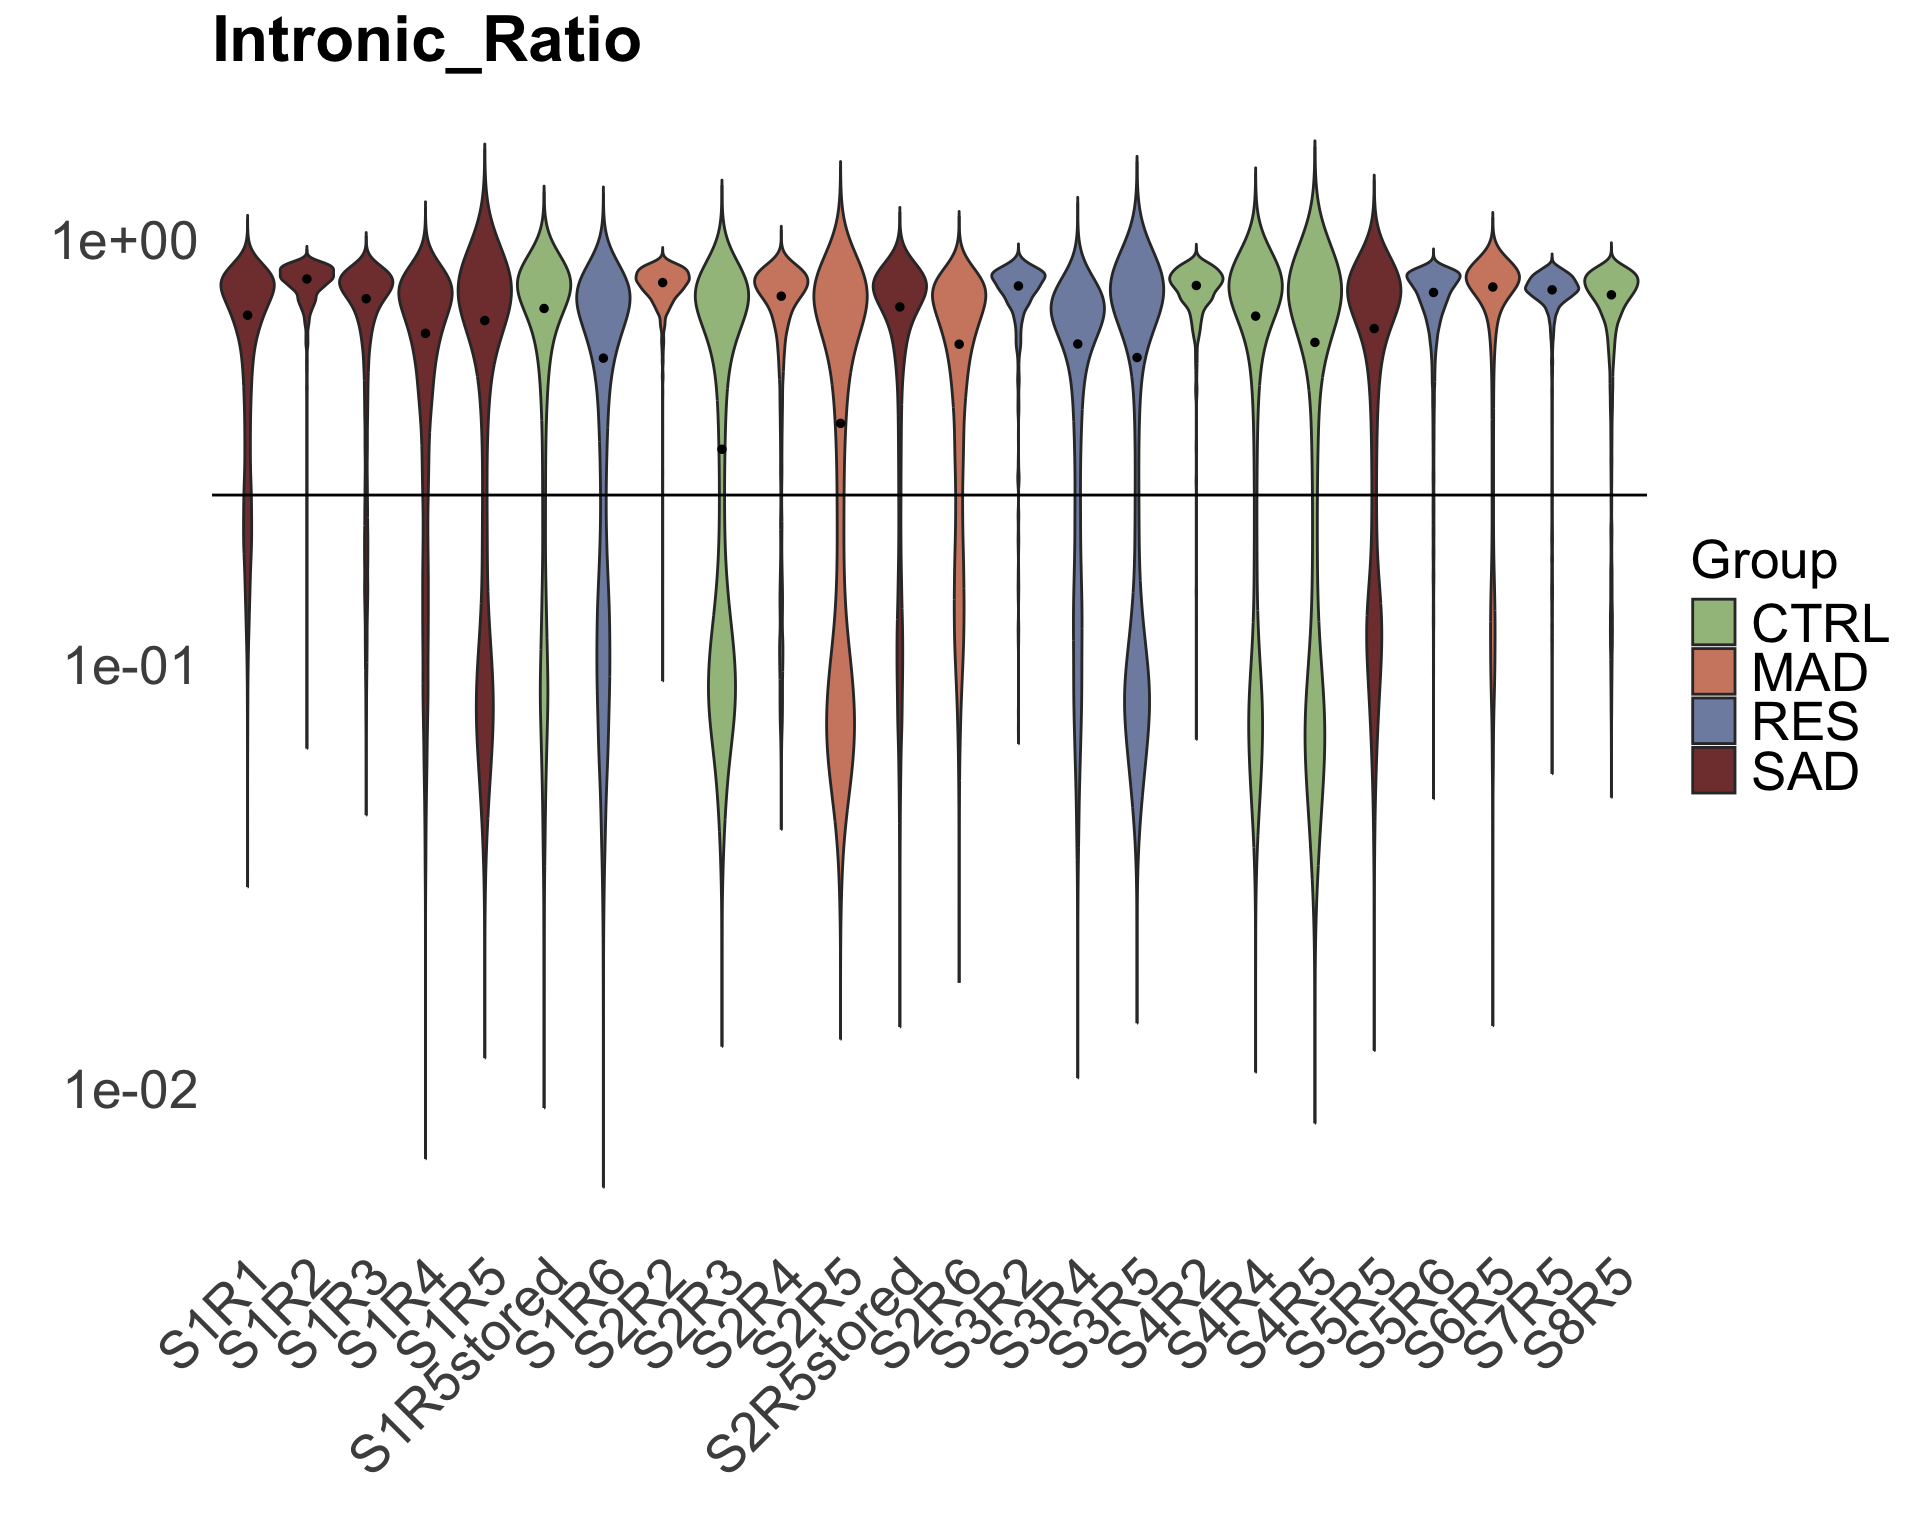 Intronic_Ratio
1e+00
1e-01
1e-02
S1R1
S1R2
S1R3
S1R4
S1R5
S1R5stored
S1R6
S2R2
S2R3
S2R4
S2R5
S2R5stored
S2R6
S3R2
S3R4
S3R5
S4R2
S4R4
S4R5
S5R5
S5R6
S6R5
S7R5
S8R5
Group
CTRL
MAD
RES
SAD